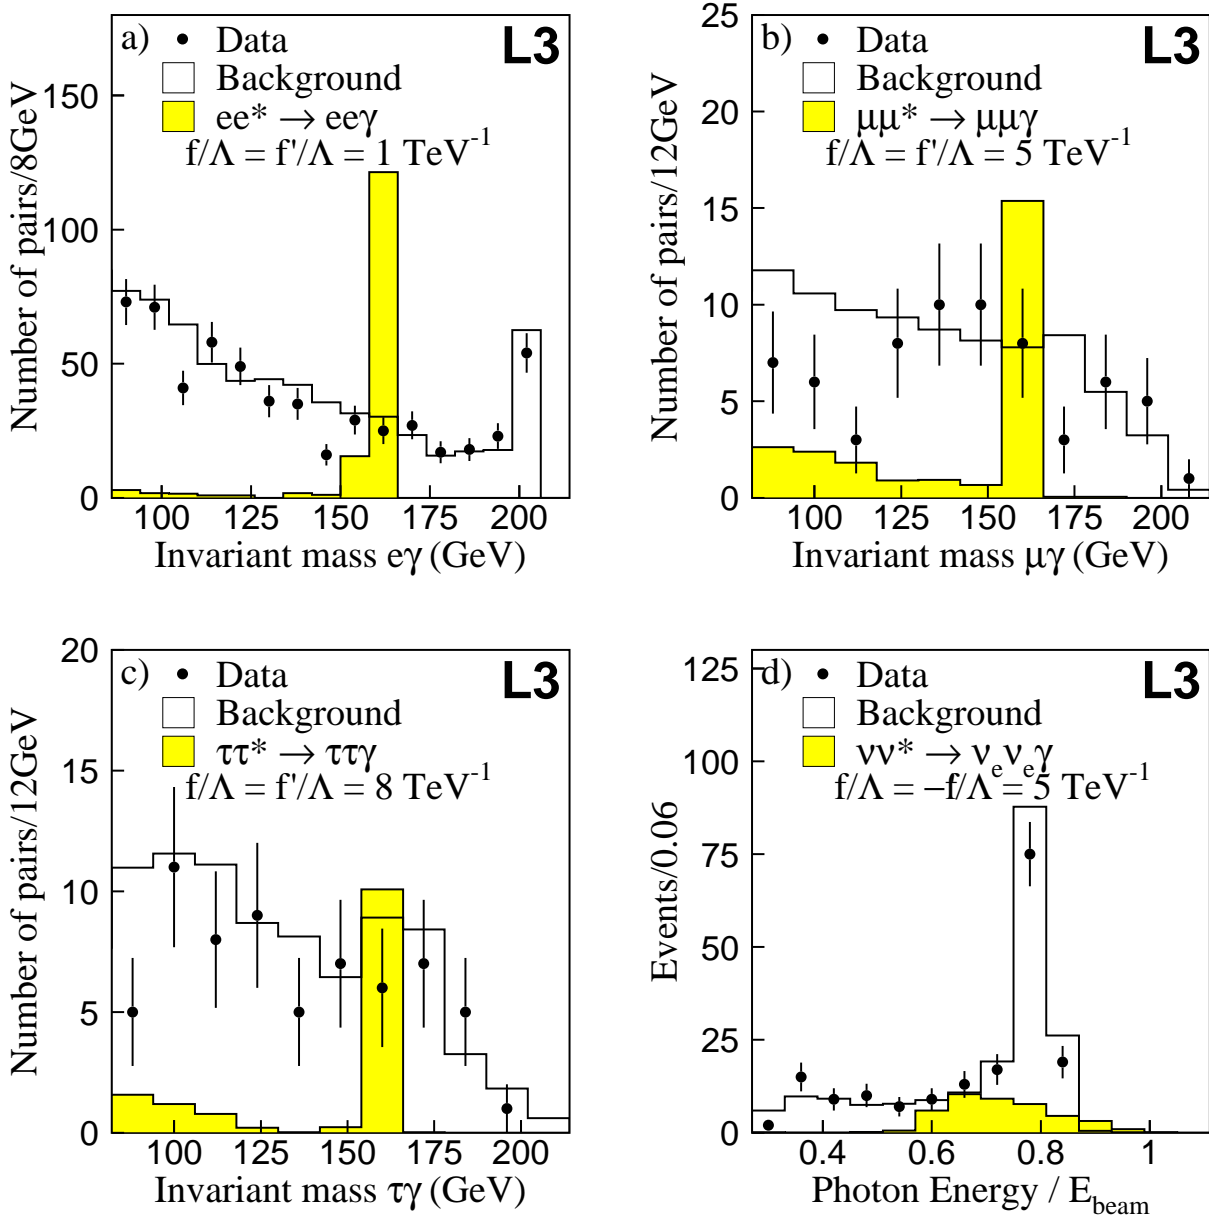 a) Data L3
Background
ee* → eeγ
f/Λ = f'/Λ = 1 TeV⁻¹
Number of pairs/8GeV
150
100
50
0
100 125 150 175 200
Invariant mass eγ (GeV)
b) Data L3
Background
μμ* → μμγ
f/Λ = f'/Λ = 5 TeV⁻¹
Number of pairs/12GeV
25
20
15
10
5
0
100 125 150 175 200
Invariant mass μγ (GeV)
c) Data L3
Background
ττ* → ττγ
f/Λ = f'/Λ = 8 TeV⁻¹
Number of pairs/12GeV
20
15
10
5
0
100 125 150 175 200
Invariant mass τγ (GeV)
d) Data L3
Background
νν* → νₑνₑγ
f/Λ = −f/Λ = 5 TeV⁻¹
Events/0.06
125
100
75
50
25
0
0.4 0.6 0.8 1
Photon Energy / E_beam